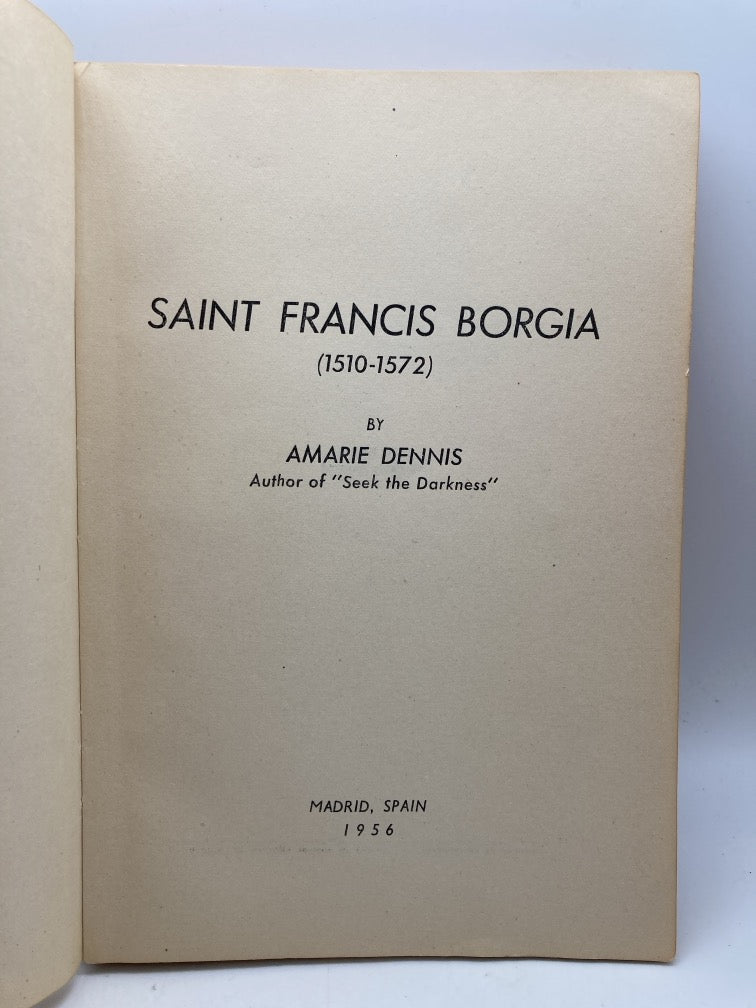 SAINT FRANCIS BORGIA
(1510-1572)
BY
AMARIE DENNIS
Author of "Seek the Darkness"
MADRID, SPAIN
1956